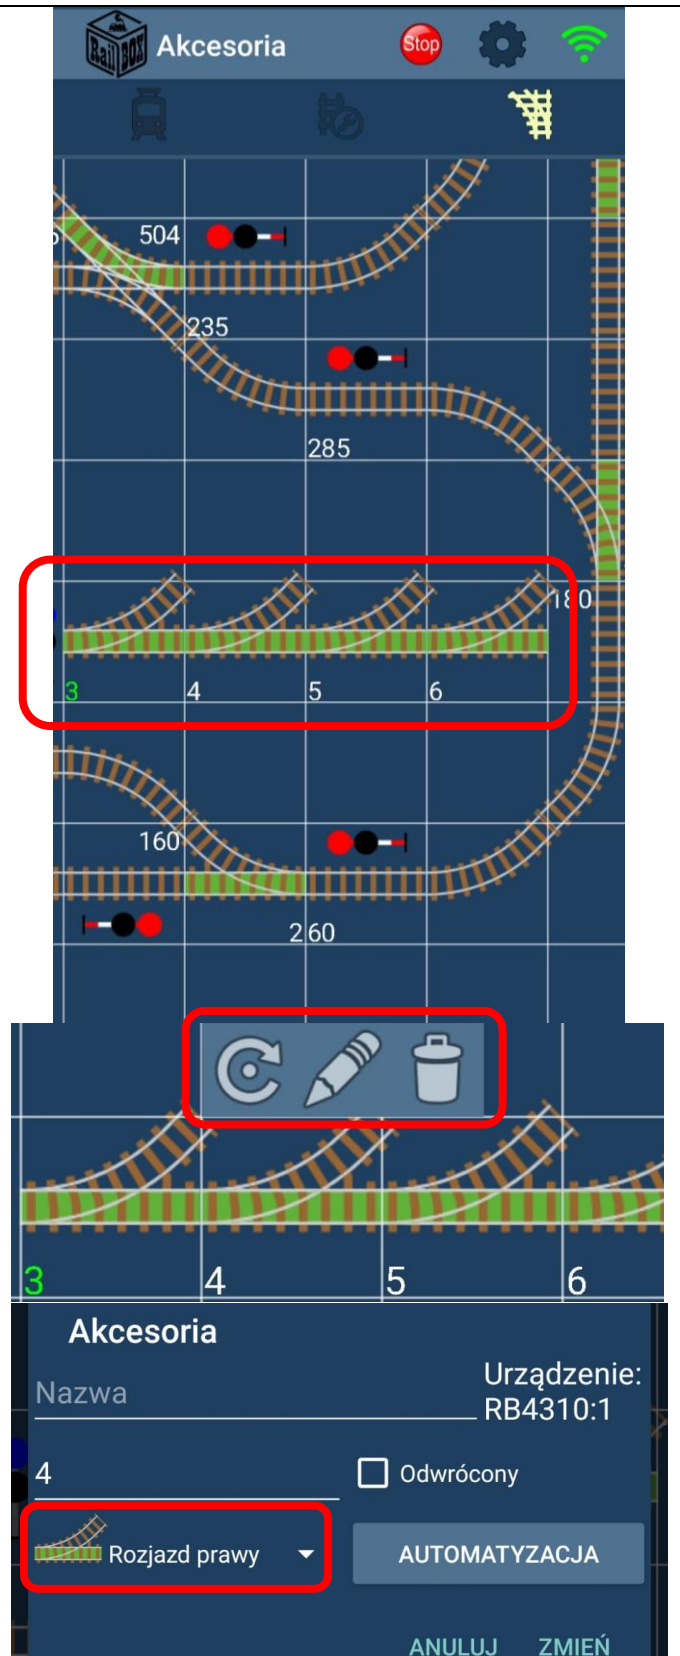 Rail BOX
Akcesoria
Stop
504
235
285
180
3 4 5 6
160
260
3 4 5 6
Akcesoria
Nazwa
Urządzenie:
RB4310:1
4
Odwrócony
Rozjazd prawy
AUTOMATYZACJA
ANULUJ ZMIEŃ